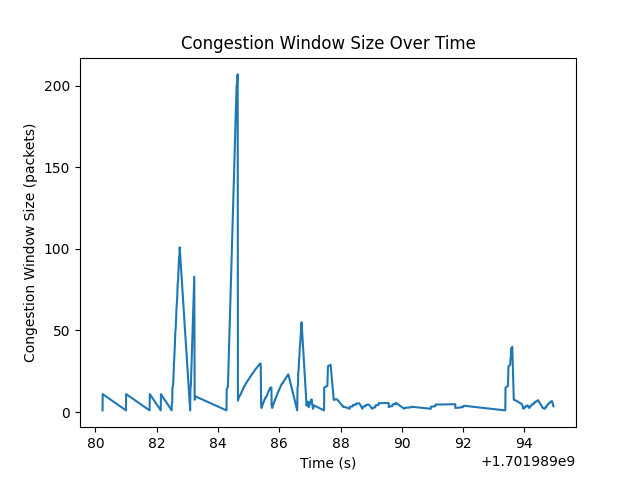 Congestion Window Size Over Time
Congestion Window Size (packets)
200
150
100
50
0
80 82 84 86 88 90 92 94
Time (s)
+1.701989e9